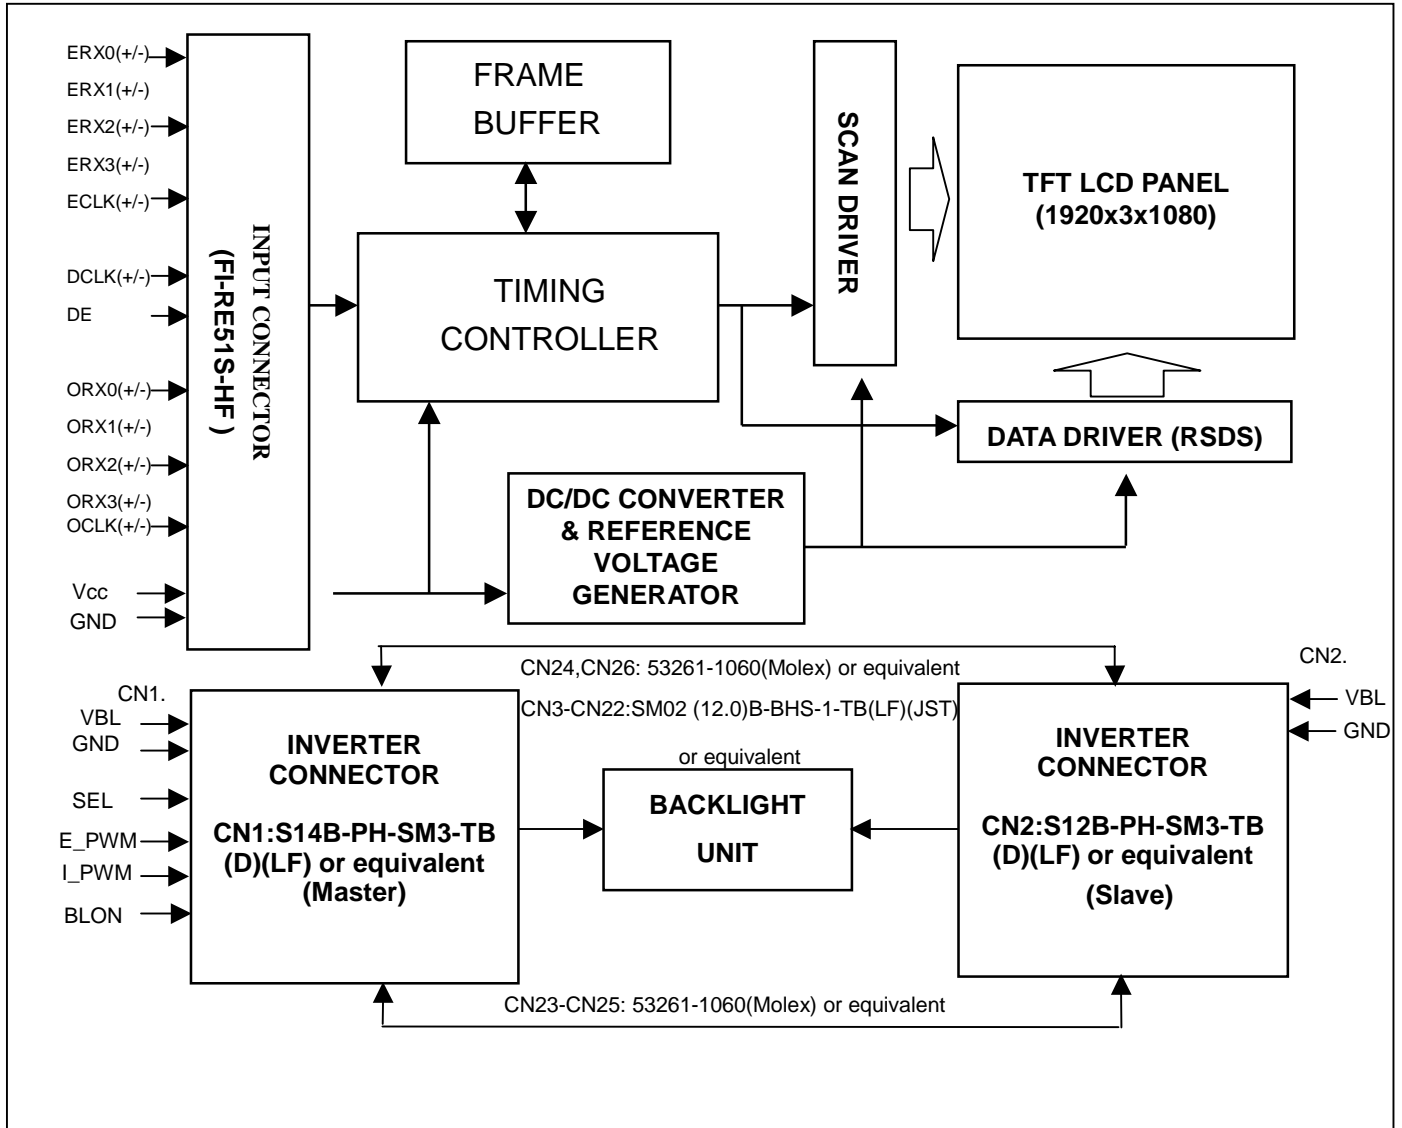 ERX0(+/-)
ERX1(+/-)
ERX2(+/-)
ERX3(+/-)
ECLK(+/-)
DCLK(+/-)
DE
ORX0(+/-)
ORX1(+/-)
ORX2(+/-)
ORX3(+/-)
OCLK(+/-)
Vcc
GND
INPUT CONNECTOR
(FI-RE51S-HF )
FRAME
BUFFER
TIMING
CONTROLLER
SCAN DRIVER
TFT LCD PANEL
(1920x3x1080)
DATA DRIVER (RSDS)
DC/DC CONVERTER
& REFERENCE
VOLTAGE
GENERATOR
CN24,CN26: 53261-1060(Molex) or equivalent
CN3-CN22:SM02 (12.0)B-BHS-1-TB(LF)(JST)
or equivalent
CN1.
VBL
GND
SEL
E_PWM
I_PWM
BLON
INVERTER
CONNECTOR
CN1:S14B-PH-SM3-TB
(D)(LF) or equivalent
(Master)
BACKLIGHT
UNIT
INVERTER
CONNECTOR
CN2:S12B-PH-SM3-TB
(D)(LF) or equivalent
(Slave)
CN2.
VBL
GND
CN23-CN25: 53261-1060(Molex) or equivalent